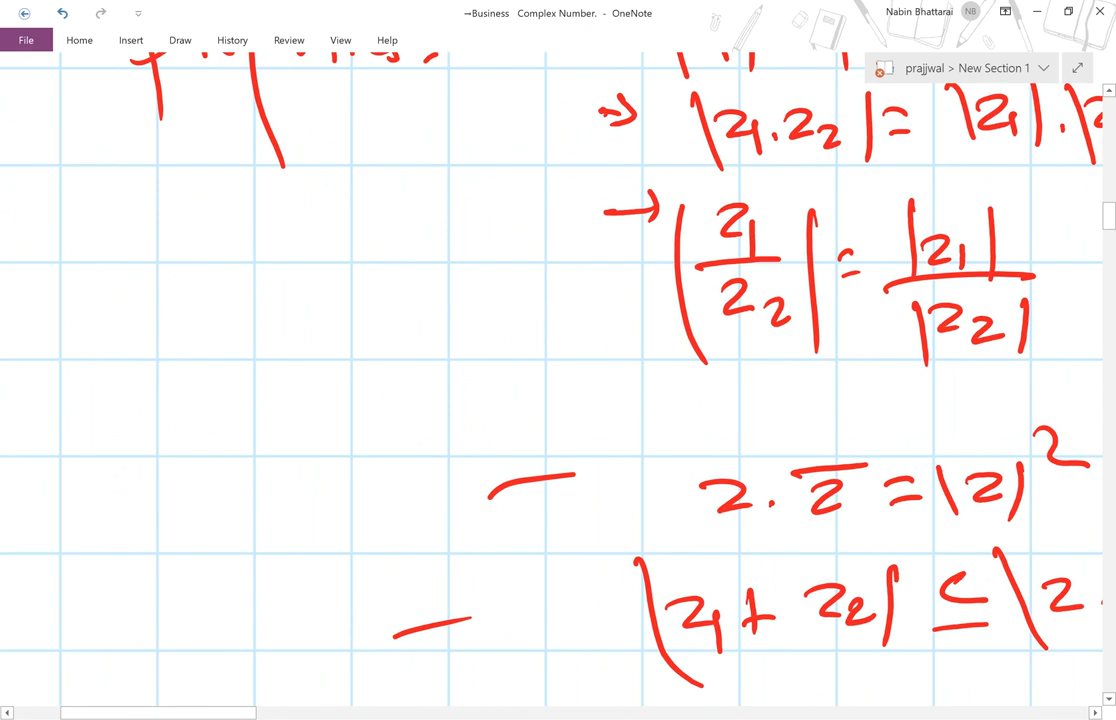 →Business Complex Number. - OneNote
Nabin Bhattarai NB
File Home Insert Draw History Review View Help
prajjwal > New Section 1
→ |z₁.z₂| = |z₁|.|z
→ |z₁/z₂| = |z₁|/|z₂|
— z.z̅ = |z|²
— |z₁+z₂| ≤ |z